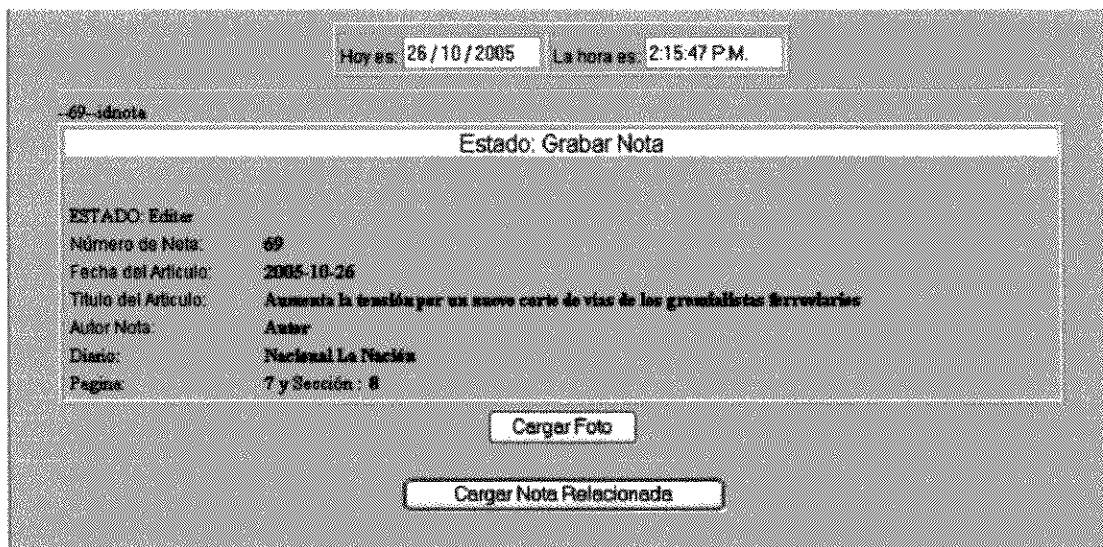 Hoy es: 26 / 10 / 2005 La hora es: 2:15:47 P.M.
--69--idnota
Estado: Grabar Nota
ESTADO: Editar
Número de Nota: 69
Fecha del Articulo: 2005-10-26
Titulo del Articulo: Aumenta la tensión por un nuevo corte de vías de los gremialistas ferroviarios
Autor Nota: Autor
Diario: Nacional La Nación
Pagina: 7 y Sección : 8
Cargar Foto
Cargar Nota Relacionada